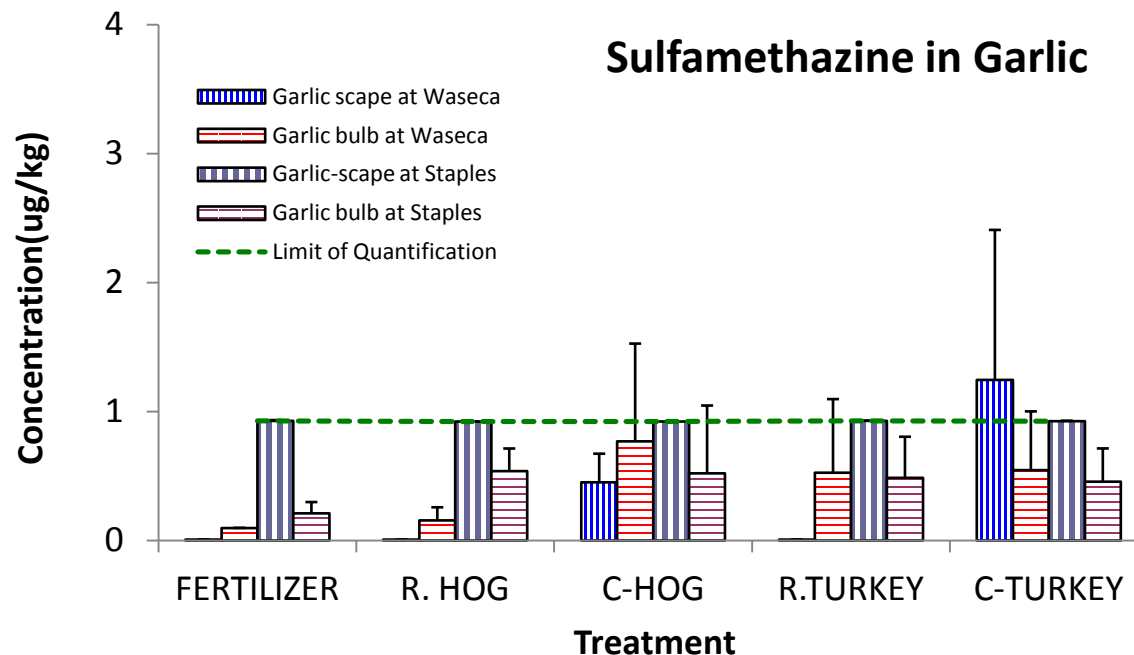 Sulfamethazine in Garlic
Garlic scape at Waseca
Garlic bulb at Waseca
Garlic-scape at Staples
Garlic bulb at Staples
Limit of Quantification
Concentration(ug/kg)
4
3
2
1
0
FERTILIZER R. HOG C-HOG R.TURKEY C-TURKEY
Treatment